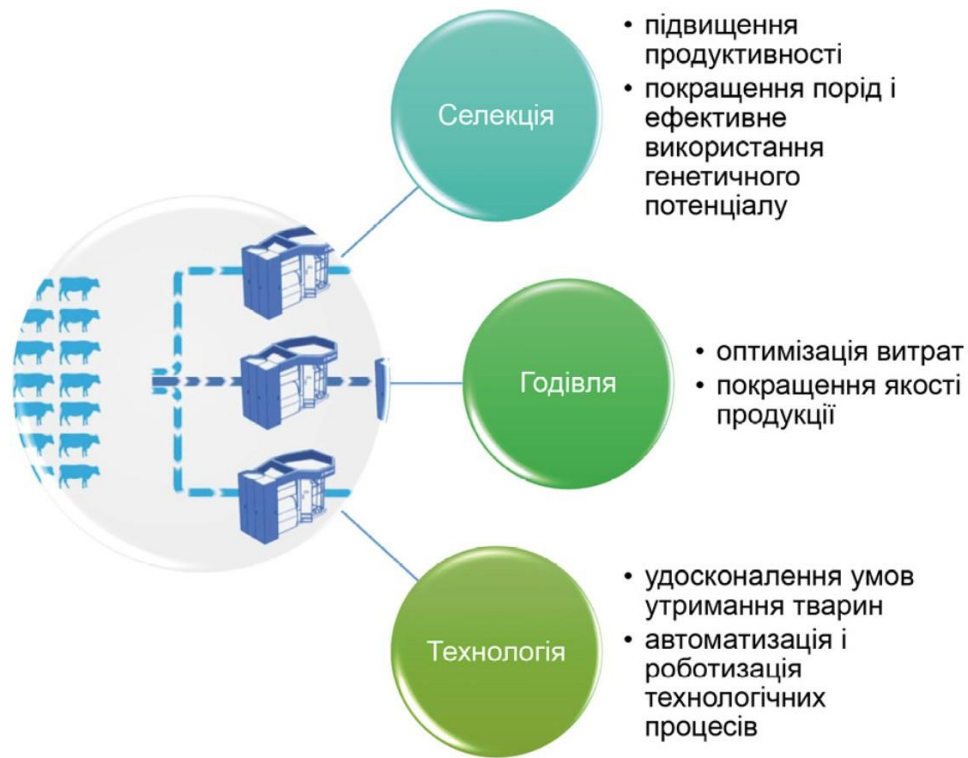 Селекція
• підвищення
продуктивності
• покращення порід і
ефективне
використання
генетичного
потенціалу
Годівля
• оптимізація витрат
• покращення якості
продукції
Технологія
• удосконалення умов
утримання тварин
• автоматизація і
роботизація
технологічних
процесів